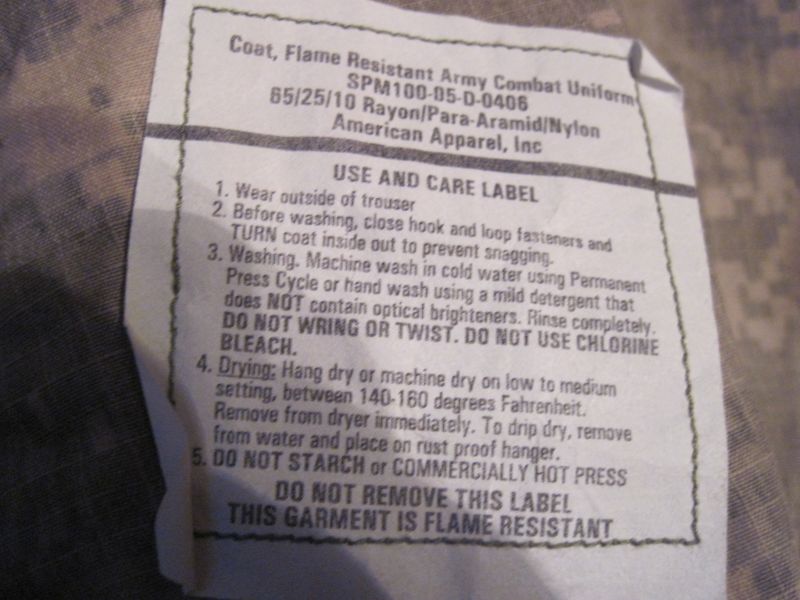 Coat, Flame Resistant Army Combat Uniform
SPM100-05-D-0406
65/25/10 Rayon/Para-Aramid/Nylon
American Apparel, Inc
USE AND CARE LABEL
1. Wear outside of trouser
2. Before washing, close hook and loop fasteners and
TURN coat inside out to prevent snagging.
3. Washing. Machine wash in cold water using Permanent
Press Cycle or hand wash using a mild detergent that
does NOT contain optical brighteners. Rinse completely.
DO NOT WRING OR TWIST. DO NOT USE CHLORINE
BLEACH.
4. Drying: Hang dry or machine dry on low to medium
setting, between 140-160 degrees Fahrenheit.
Remove from dryer immediately. To drip dry, remove
from water and place on rust proof hanger.
5. DO NOT STARCH or COMMERCIALLY HOT PRESS
DO NOT REMOVE THIS LABEL
THIS GARMENT IS FLAME RESISTANT